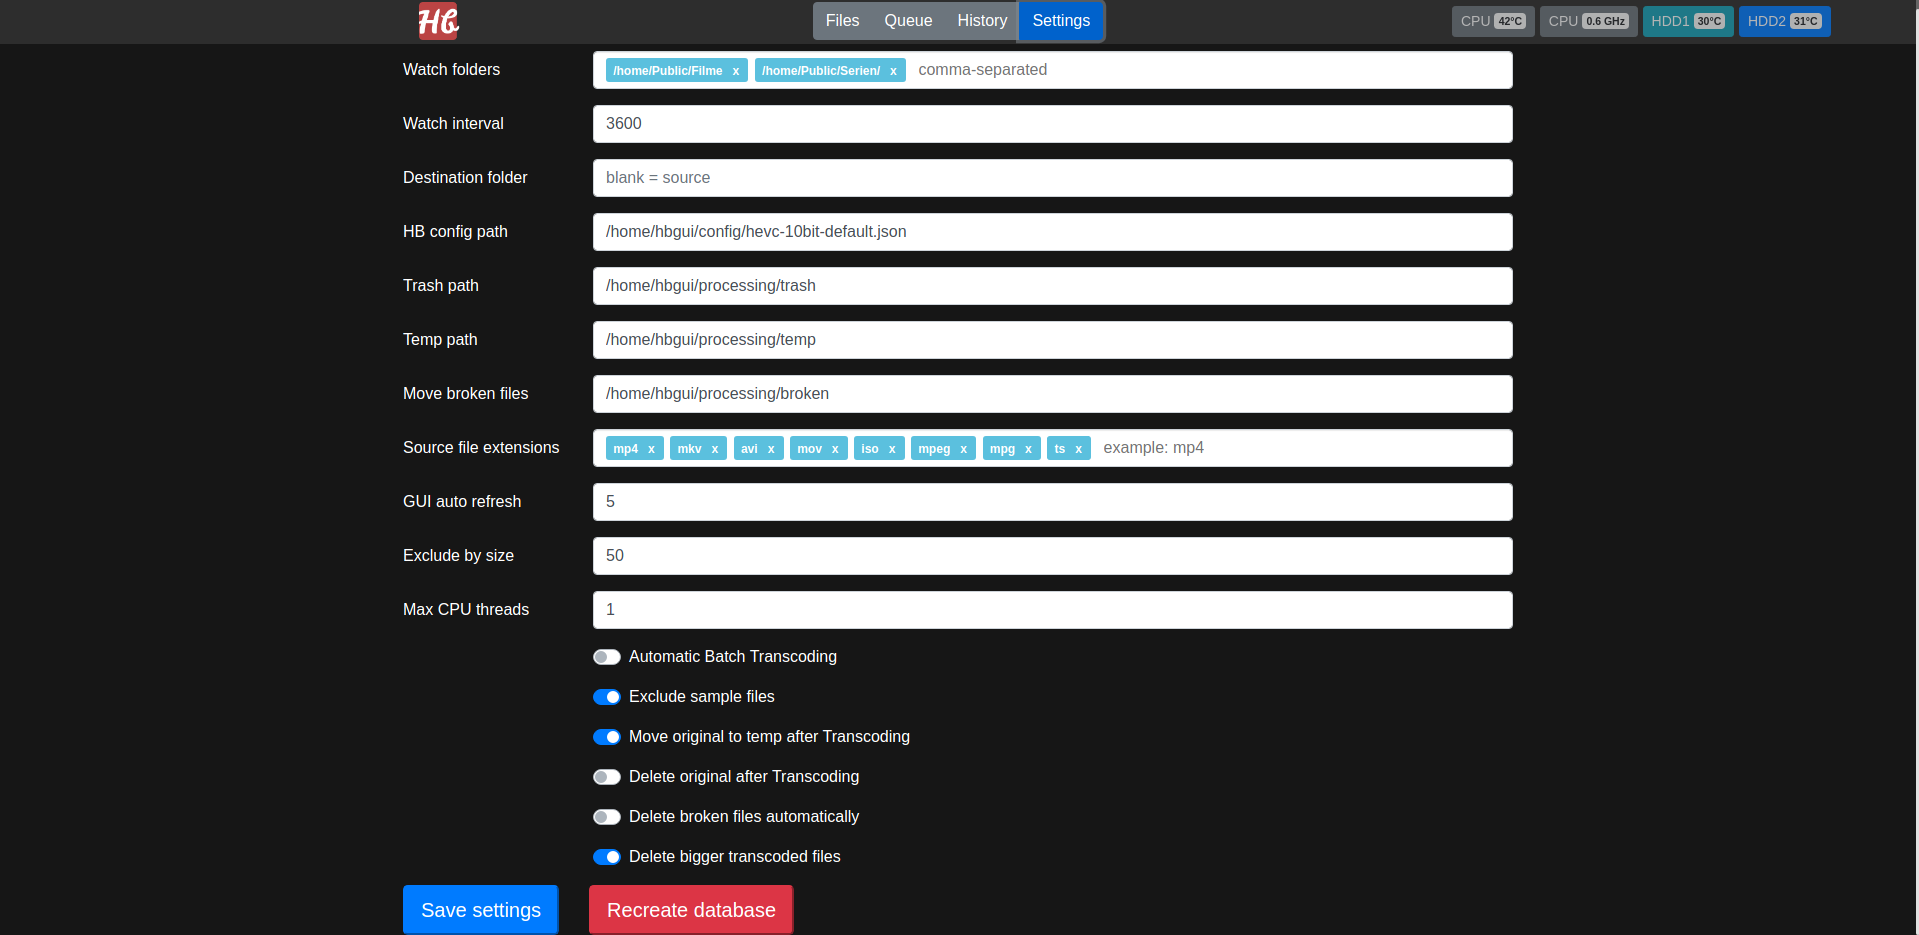 Hb Files Queue History Settings CPU 42°C CPU 0.6 GHz HDD1 30°C HDD2 31°C
Watch folders /home/Public/Filme x /home/Public/Serien/ x comma-separated
Watch interval 3600
Destination folder blank = source
HB config path /home/hbgui/config/hevc-10bit-default.json
Trash path /home/hbgui/processing/trash
Temp path /home/hbgui/processing/temp
Move broken files /home/hbgui/processing/broken
Source file extensions mp4 x mkv x avi x mov x iso x mpeg x mpg x ts x example: mp4
GUI auto refresh 5
Exclude by size 50
Max CPU threads 1
Automatic Batch Transcoding
Exclude sample files
Move original to temp after Transcoding
Delete original after Transcoding
Delete broken files automatically
Delete bigger transcoded files
Save settings Recreate database